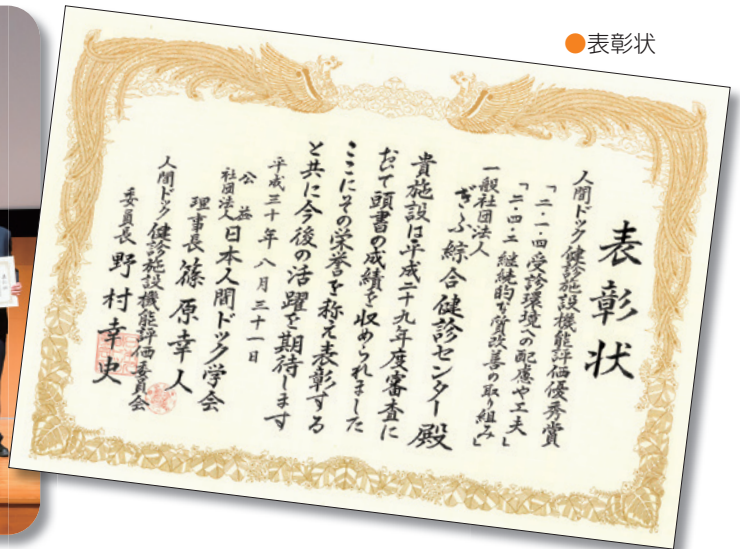 ●表彰状
表彰状
人間ドック健診施設機能評価優秀賞
「二・一・四 受診環境への配慮や工夫」
「二・四・二 継続的な質改善の取り組み」
一般社団法人
ぎふ綜合健診センター 殿
貴施設は平成二十九年度審査に
おいて頭書の成績を収められました
ここにその栄誉を称え表彰する
と共に今後の活躍を期待します
平成三十年八月三十一日
公益
社団法人 日本人間ドック学会
理事長 篠原幸人
人間ドック健診施設機能評価委員会
委員長 野村幸史